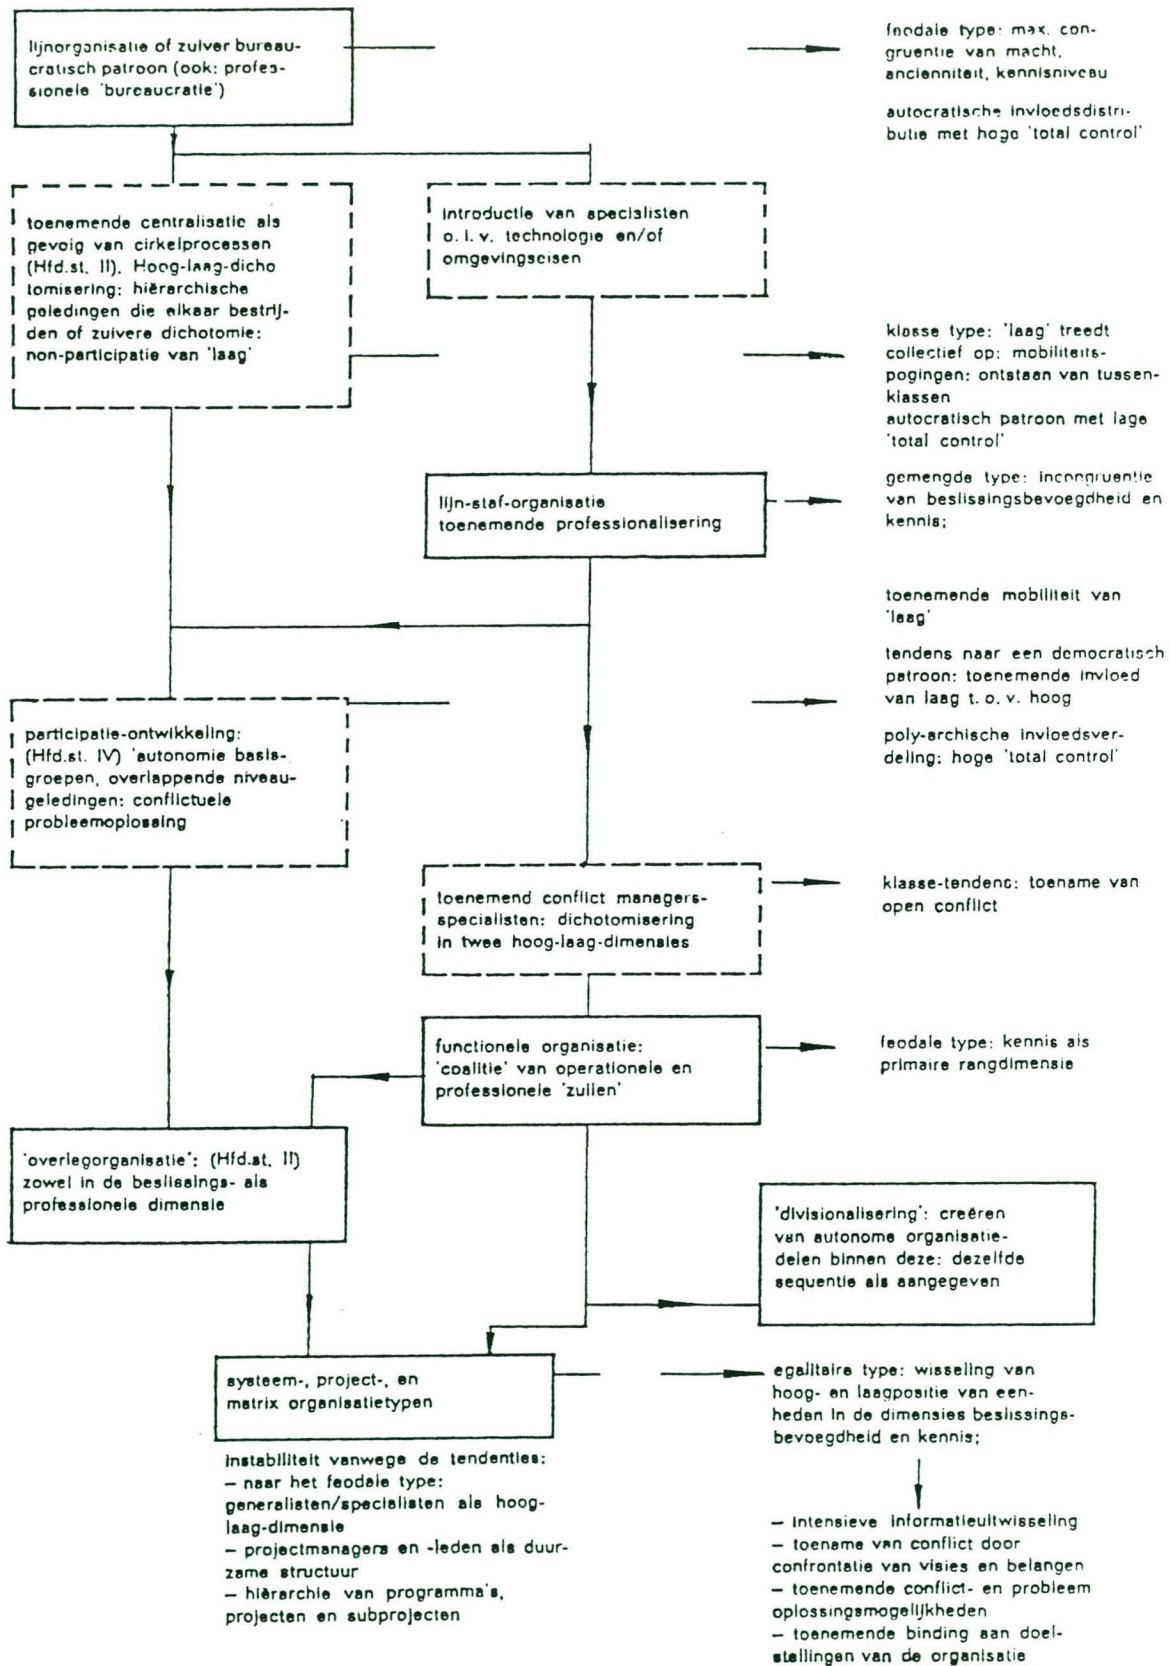 lijnorganisatie of zuiver bureau-
cratisch patroon (ook: profes-
sionele 'bureaucratie')
feodale type: max. con-
gruentie van macht,
ancienniteit, kennisniveau
autocratische invloedsdistri-
butie met hoge 'total control'
toenemende centralisatie als
gevolg van cirkelprocessen
(Hfd.st. II). Hoog-laag-dicho
tomisering: hiërarchische
geledingen die elkaar bestrij-
den of zuivere dichotomie:
non-participatie van 'laag'
introductie van specialisten
o. i. v. technologie en/of
omgevingseisen
klasse type: 'laag' treedt
collectief op: mobiliteits-
pogingen: ontstaan van tussen-
klassen
autocratisch patroon met lage
'total control'
lijn-staf-organisatie
toenemende professionalisering
gemengde type: incongruentie
van beslissingsbevoegdheid en
kennis;
toenemende mobiliteit van
'laag'
tendens naar een democratisch
patroon: toenemende invloed
van laag t. o. v. hoog
poly-archische invloedsver-
deling: hoge 'total control'
participatie-ontwikkeling:
(Hfd.st. IV) 'autonomie basis-
groepen, overlappende niveau-
geledingen: conflictuele
probleemoplossing
toenemend conflict managers-
specialisten: dichotomisering
in twee hoog-laag-dimensies
klasse-tendens: toename van
open conflict
functionele organisatie:
'coalitie' van operationele en
professionele 'zuilen'
feodale type: kennis als
primaire rangdimensie
'overlegorganisatie': (Hfd.st. II)
zowel in de beslissings- als
professionele dimensie
'divisionalisering': creëren
van autonome organisatie-
delen binnen deze: dezelfde
sequentie als aangegeven
systeem-, project-, en
matrix organisatietypen
egalitaire type: wisseling van
hoog- en laagpositie van een-
heden in de dimensies beslissings-
bevoegdheid en kennis;
instabiliteit vanwege de tendenties:
– naar het feodale type:
generalisten/specialisten als hoog-
laag-dimensie
– projectmanagers en -leden als duur-
zame structuur
– hiërarchie van programma's,
projecten en subprojecten
– intensieve informatieuitwisseling
– toename van conflict door
confrontatie van visies en belangen
– toenemende conflict- en probleem
oplossingsmogelijkheden
– toenemende binding aan doel-
stellingen van de organisatie